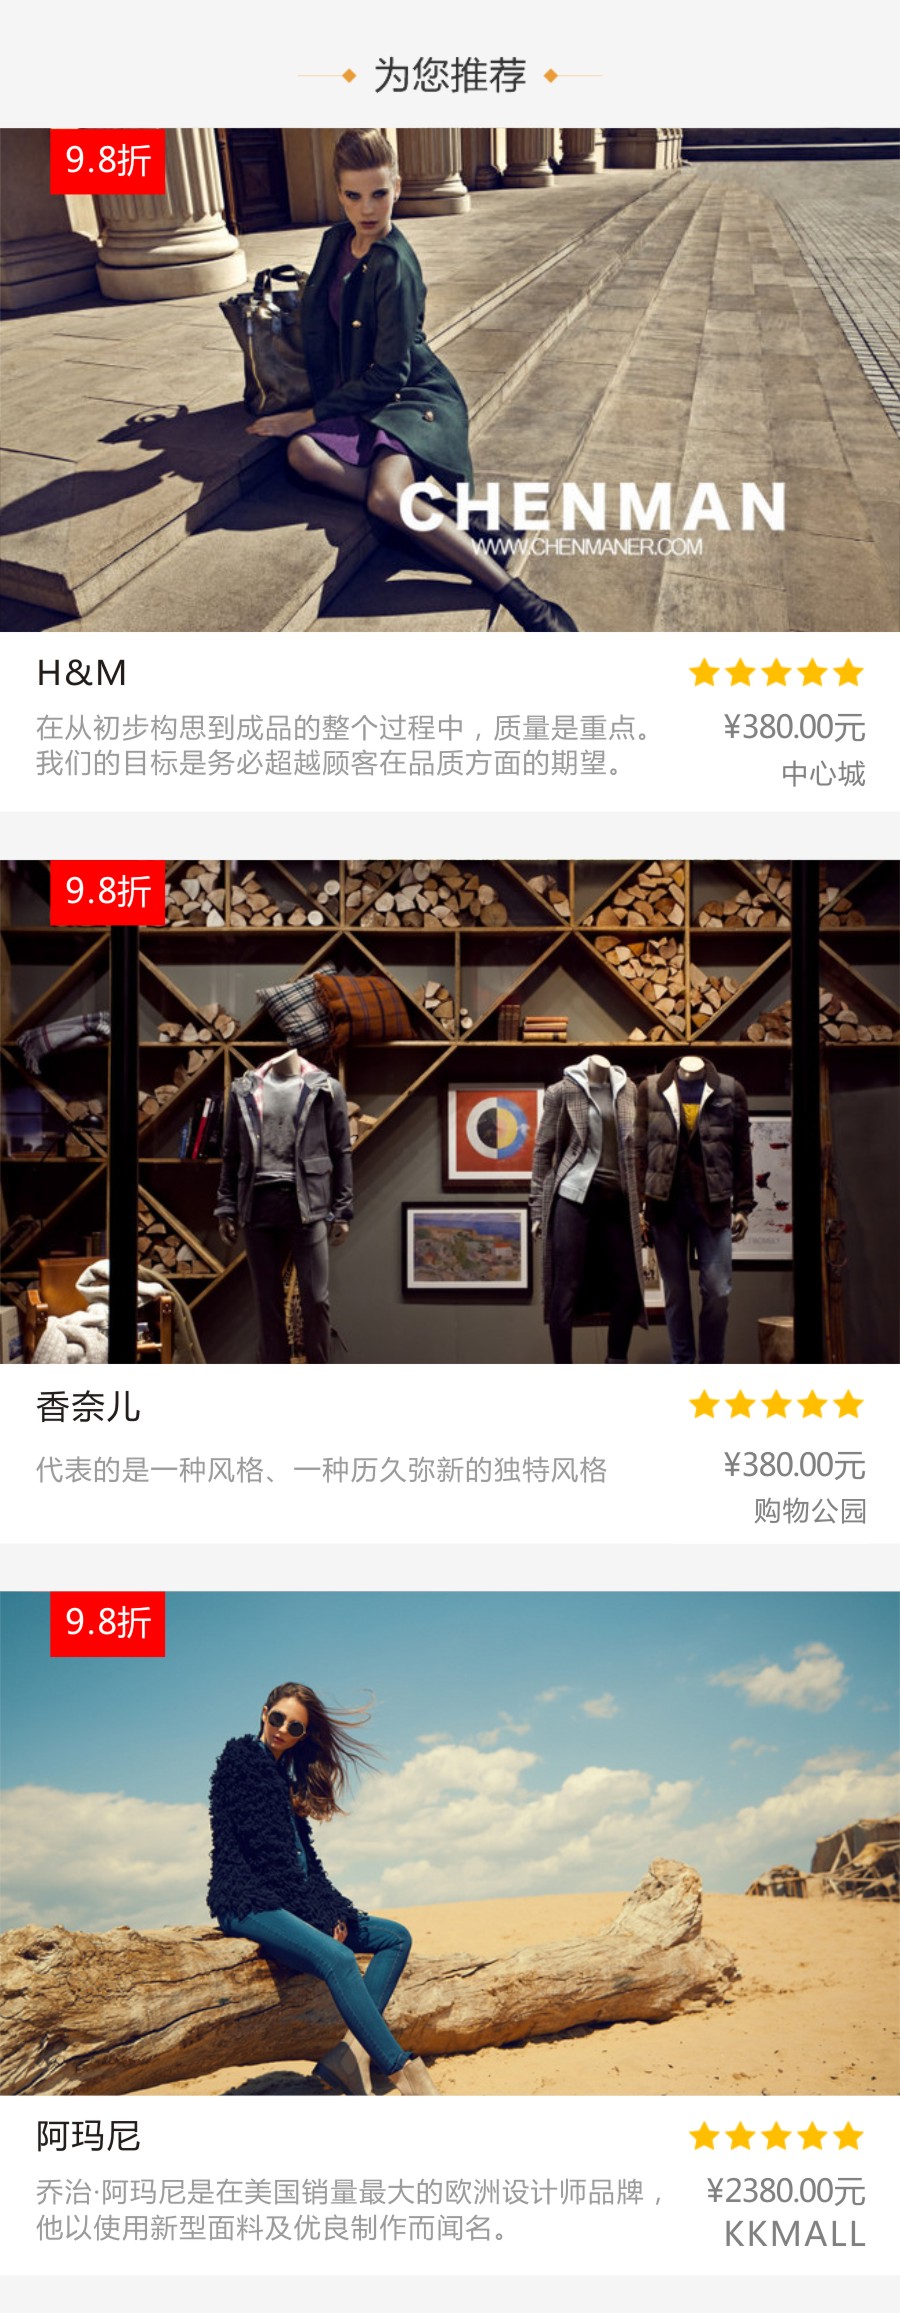 为您推荐
9.8折
CHENMAN
WWW.CHENMANER.COM
H&M
在从初步构思到成品的整个过程中，质量是重点。
我们的目标是务必超越顾客在品质方面的期望。
¥380.00元
中心城
9.8折
香奈儿
代表的是一种风格、一种历久弥新的独特风格
¥380.00元
购物公园
9.8折
阿玛尼
乔治·阿玛尼是在美国销量最大的欧洲设计师品牌，
他以使用新型面料及优良制作而闻名。
¥2380.00元
KKMALL